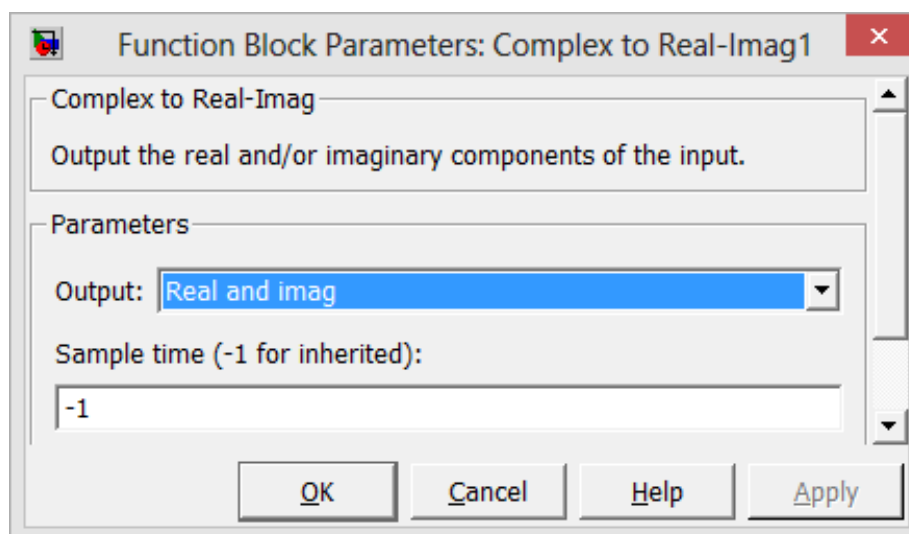 Function Block Parameters: Complex to Real-Imag1
Complex to Real-Imag
Output the real and/or imaginary components of the input.
Parameters
Output: Real and imag
Sample time (-1 for inherited):
-1
OK Cancel Help Apply